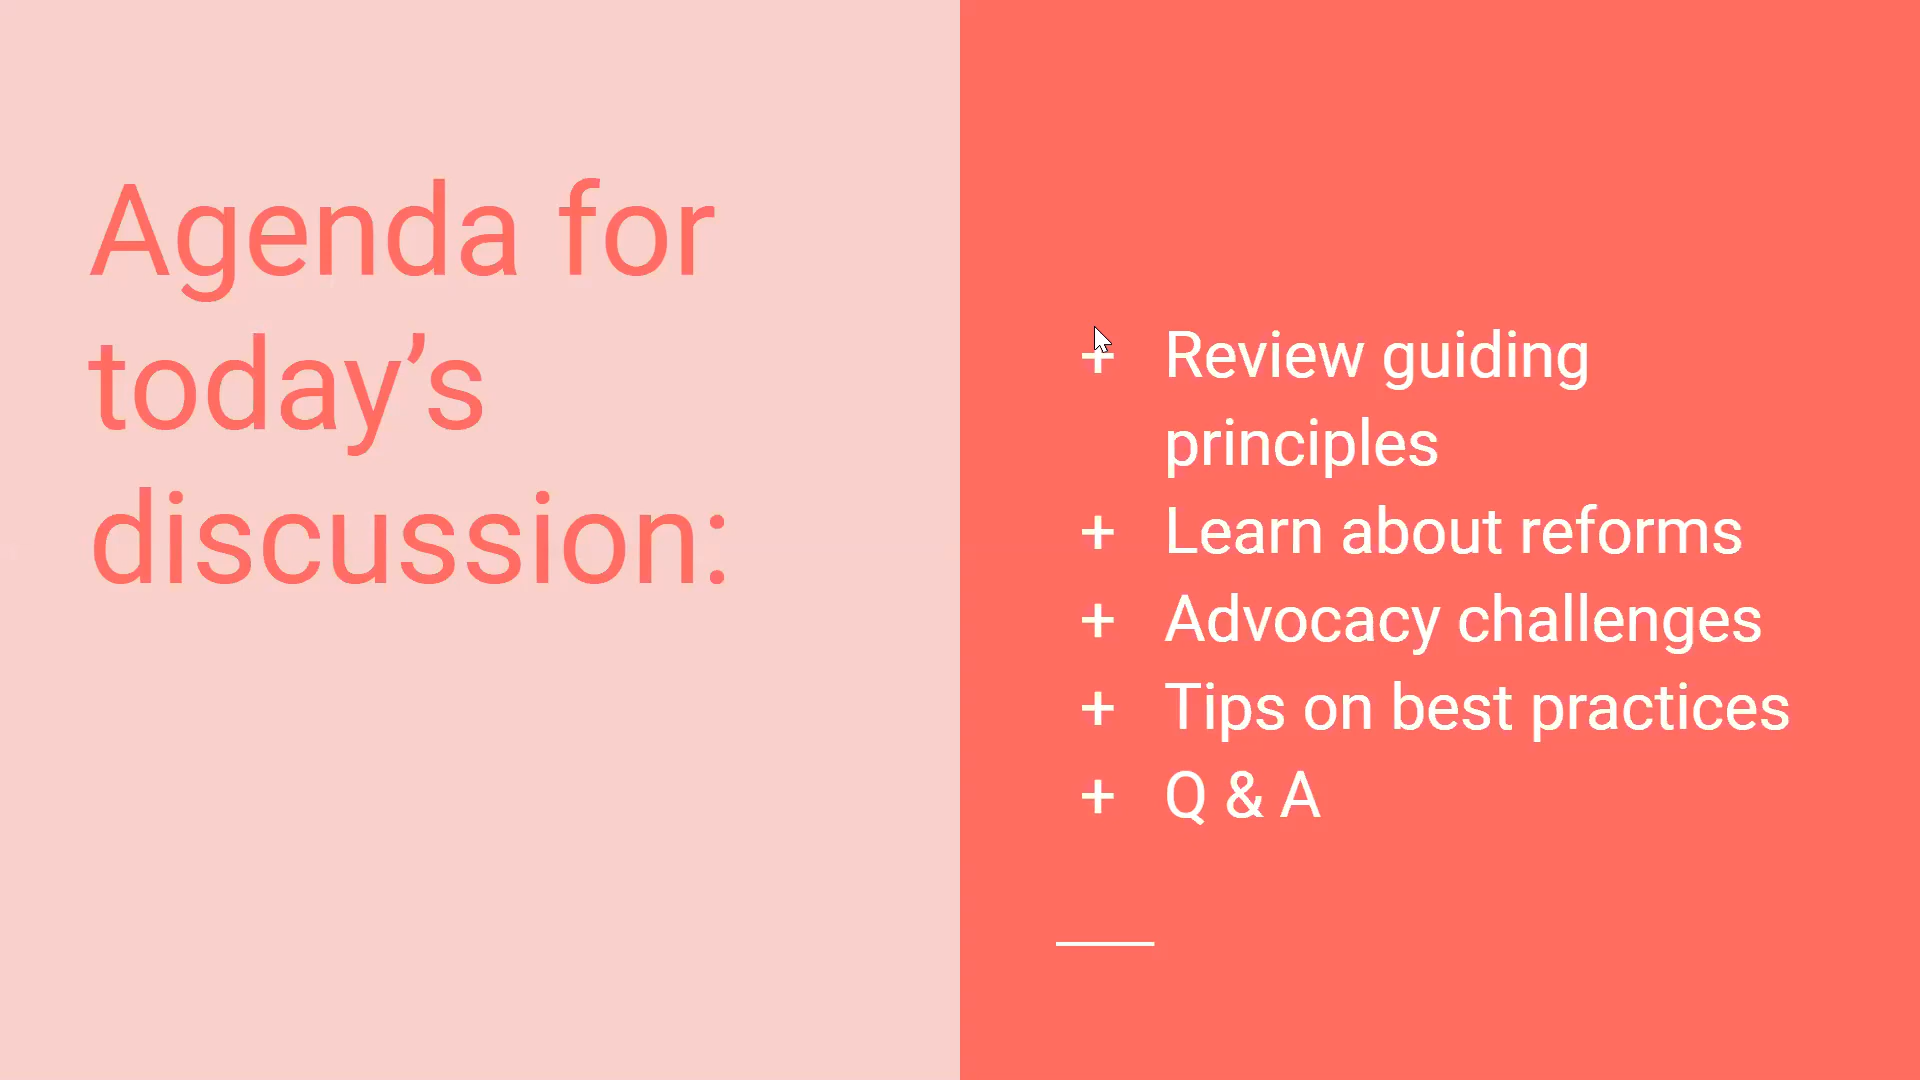 Agenda for
today’s
discussion:
+ Review guiding
principles
+ Learn about reforms
+ Advocacy challenges
+ Tips on best practices
+ Q & A